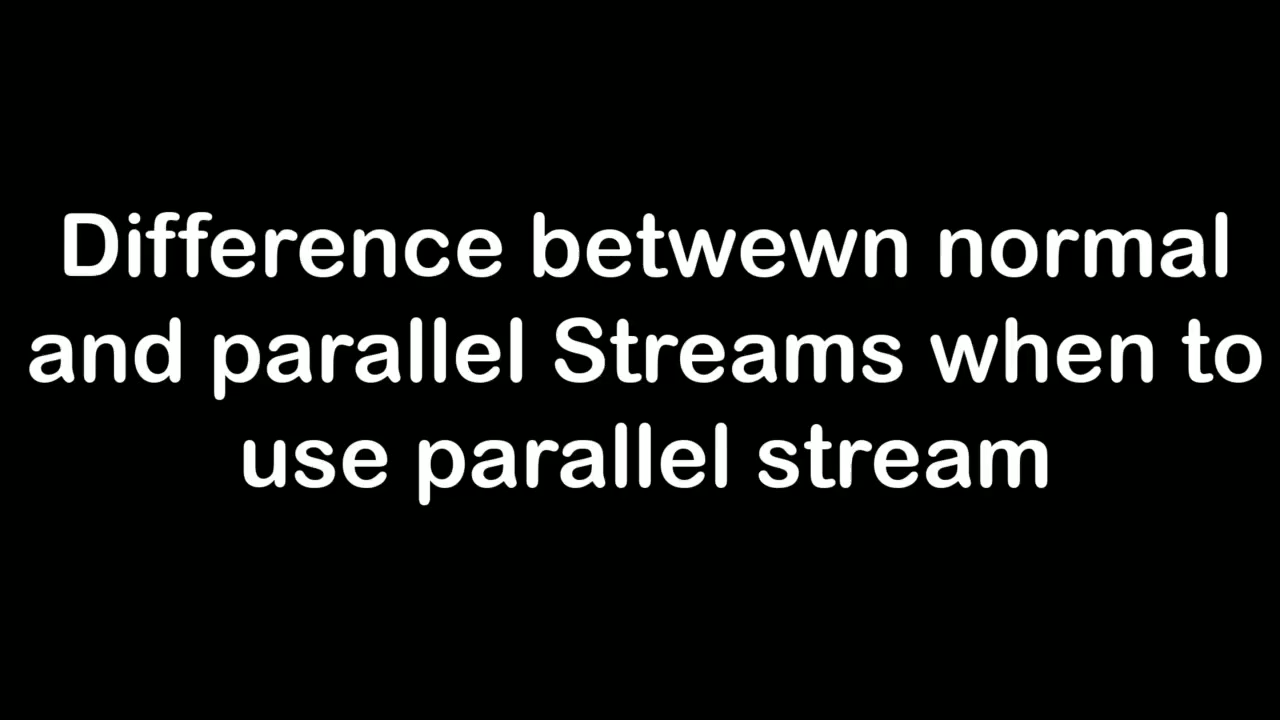 Difference betwewn normal
and parallel Streams when to
use parallel stream